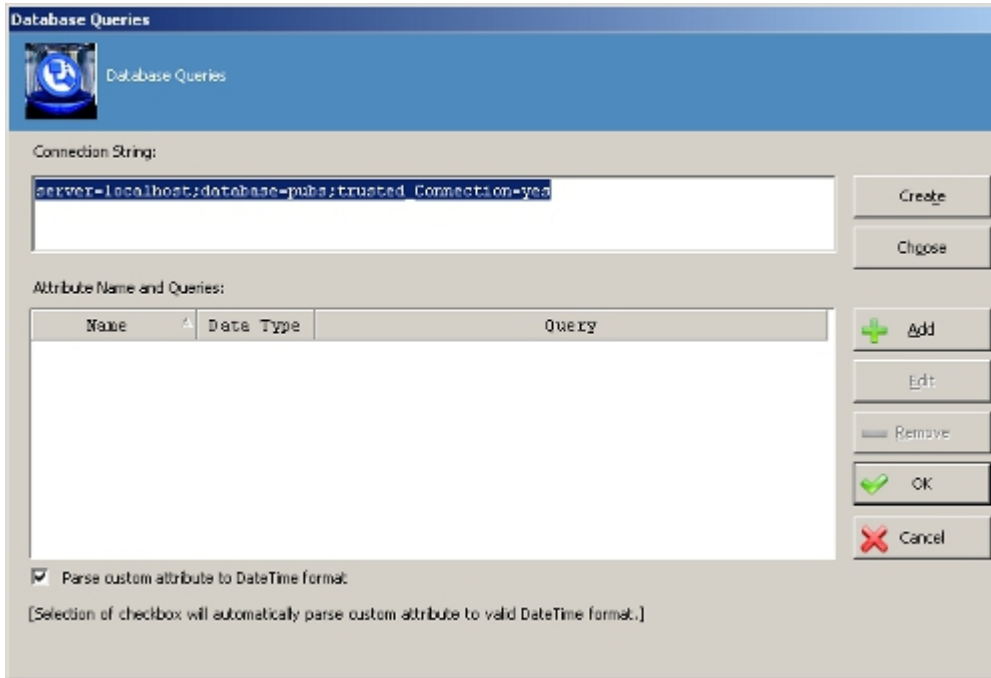 Database Queries
Database Queries
Connection String:
server=localhost;database=pubs;trusted_Connection=yes
Create
Choose
Attribute Name and Queries:
Name Data Type Query
Add
Edit
Remove
OK
Cancel
Parse custom attribute to DateTime format
[Selection of checkbox will automatically parse custom attribute to valid DateTime format.]